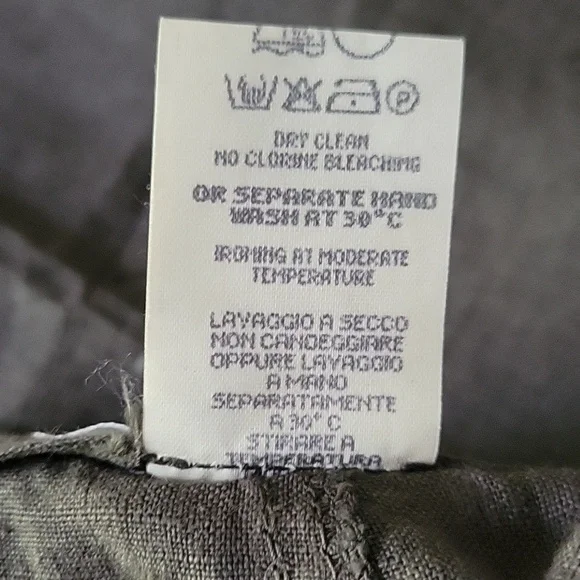 P
DRY CLEAN
NO CLORINE BLEACHING
OR SEPARATE HAND
WASH AT 30°C
IRONING AT MODERATE
TEMPERATURE
LAVAGGIO A SECCO
NON CANDEGGIARE
OPPURE LAVAGGIO
A MANO
SEPARATAMENTE
A 30° C
STIRARE A
TEMPERATURA